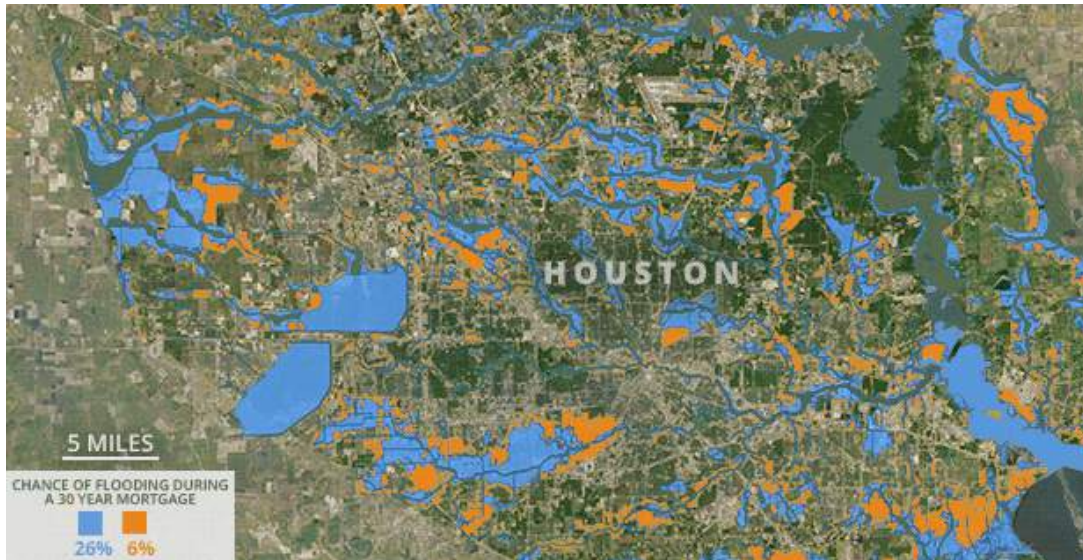 HOUSTON
5 MILES
CHANCE OF FLOODING DURING
A 30 YEAR MORTGAGE
26% 6%